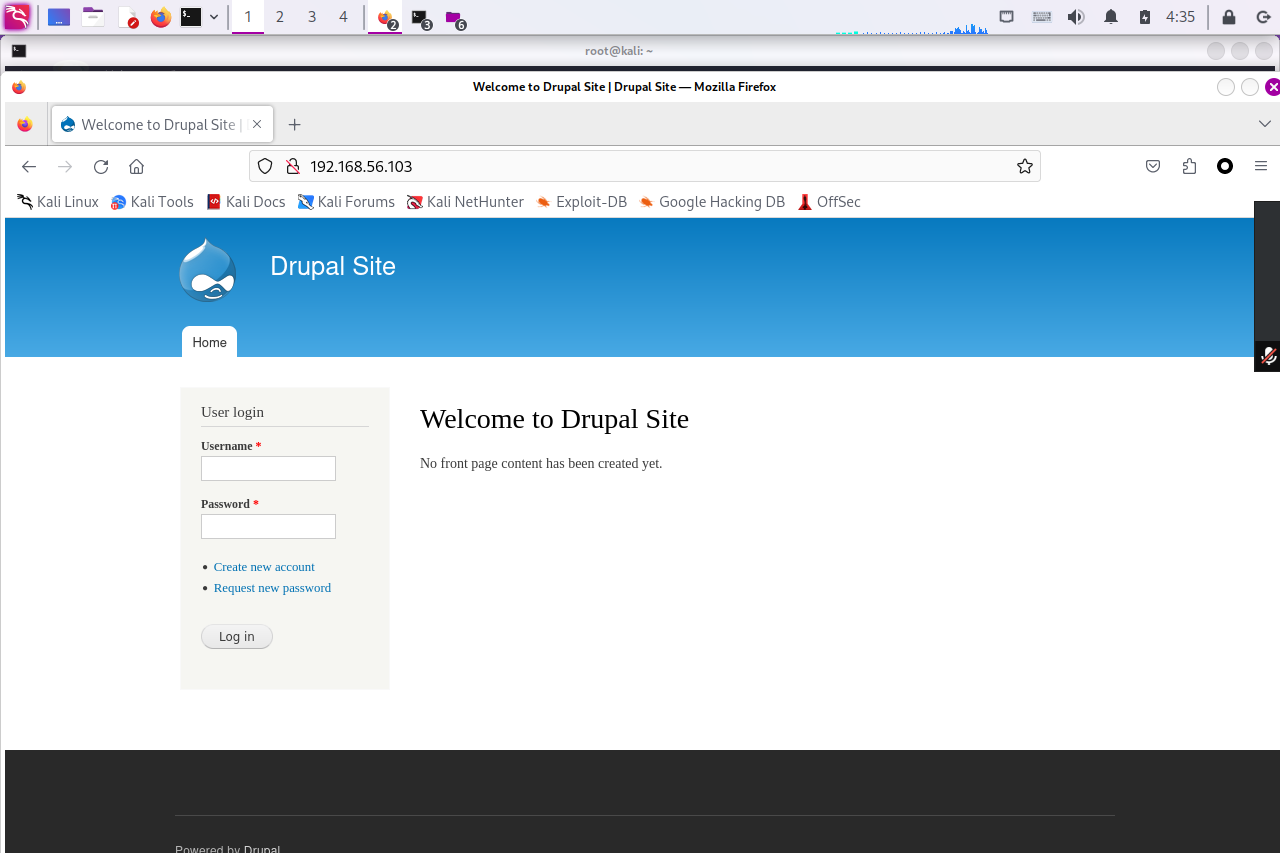 1 2 3 4 2 3 6 4:35
root@kali: ~
Welcome to Drupal Site | Drupal Site — Mozilla Firefox
Welcome to Drupal Site |
192.168.56.103
Kali Linux Kali Tools Kali Docs Kali Forums Kali NetHunter Exploit-DB Google Hacking DB OffSec
Drupal Site
Home
User login
Username *
Password *
Create new account
Request new password
Log in
Welcome to Drupal Site
No front page content has been created yet.
Powered by Drupal